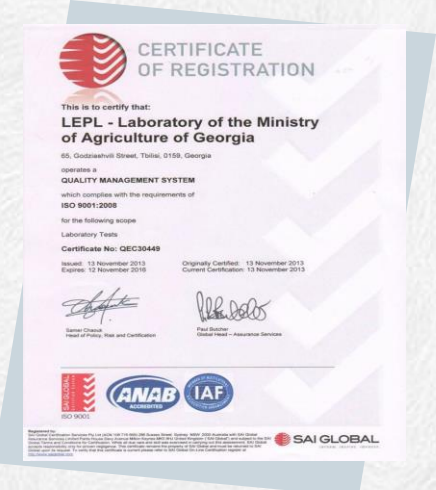 CERTIFICATE
OF REGISTRATION
This is to certify that:
LEPL - Laboratory of the Ministry
of Agriculture of Georgia
65, Godziashvili Street, Tbilisi, 0159, Georgia
operates a
QUALITY MANAGEMENT SYSTEM
which complies with the requirements of
ISO 9001:2008
for the following scope
Laboratory Tests
Certificate No: QEC30449
Issued: 13 November 2013 Originally Certified: 13 November 2013
Expires: 12 November 2016 Current Certification: 13 November 2013
Samer Chaouk Paul Butcher
Head of Policy, Risk and Certification Global Head – Assurance Services
SAI GLOBAL
ISO 9001
ANAB
ACCREDITED
IAF
Registered by:
SAI GLOBAL